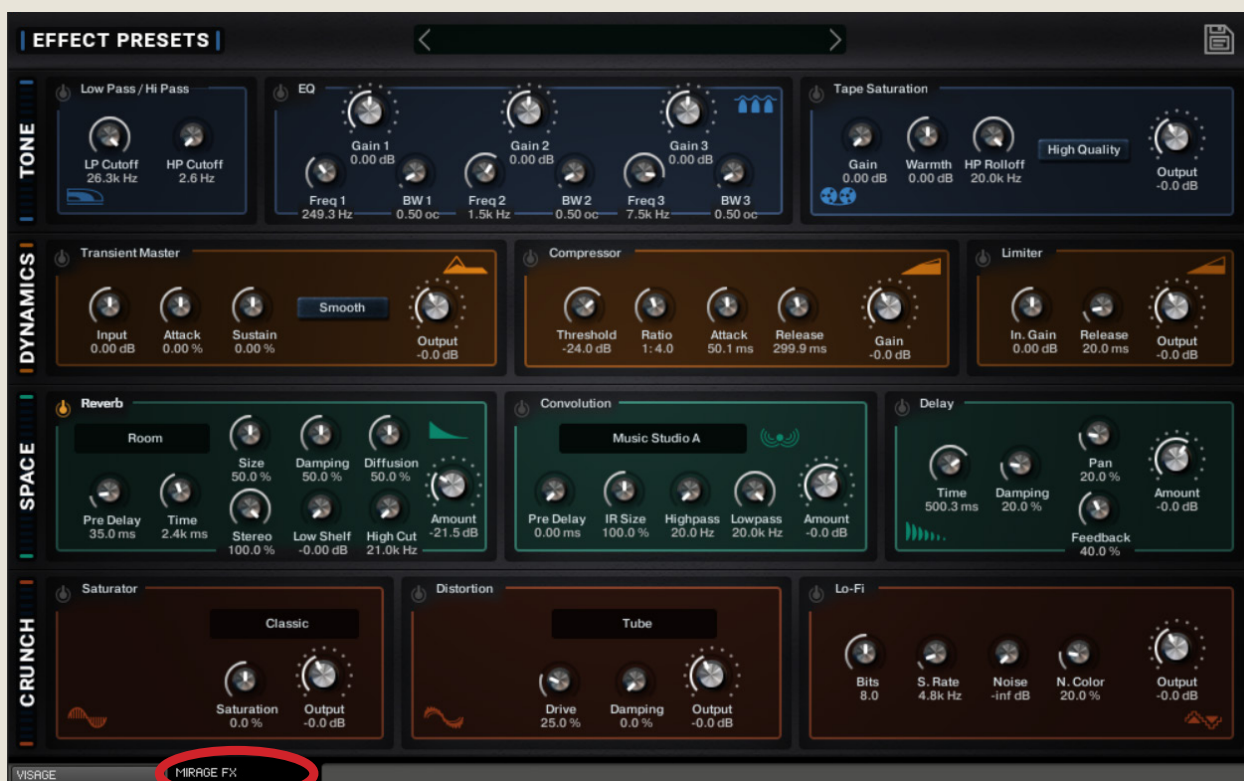 EFFECT PRESETS
TONE
Low Pass / Hi Pass
LP Cutoff
26.3k Hz
HP Cutoff
2.6 Hz
EQ
Gain 1
0.00 dB
Gain 2
0.00 dB
Gain 3
0.00 dB
Freq 1
249.3 Hz
BW 1
0.50 oc
Freq 2
1.5k Hz
BW 2
0.50 oc
Freq 3
7.5k Hz
BW 3
0.50 oc
Tape Saturation
Gain
0.00 dB
Warmth
0.00 dB
HP Rolloff
20.0k Hz
High Quality
Output
-0.0 dB
DYNAMICS
Transient Master
Input
0.00 dB
Attack
0.00 %
Sustain
0.00 %
Smooth
Output
-0.0 dB
Compressor
Threshold
-24.0 dB
Ratio
1: 4.0
Attack
50.1 ms
Release
299.9 ms
Gain
-0.0 dB
Limiter
In. Gain
0.00 dB
Release
20.0 ms
Output
-0.0 dB
SPACE
Reverb
Room
Size
50.0 %
Damping
50.0 %
Diffusion
50.0 %
Pre Delay
35.0 ms
Time
2.4k ms
Stereo
100.0 %
Low Shelf
-0.00 dB
High Cut
21.0k Hz
Amount
-21.5 dB
Convolution
Music Studio A
Pre Delay
0.00 ms
IR Size
100.0 %
Highpass
20.0 Hz
Lowpass
20.0k Hz
Amount
-0.0 dB
Delay
Time
500.3 ms
Damping
20.0 %
Pan
20.0 %
Feedback
40.0 %
Amount
-0.0 dB
CRUNCH
Saturator
Classic
Saturation
0.0 %
Output
-0.0 dB
Distortion
Tube
Drive
25.0 %
Damping
0.0 %
Output
-0.0 dB
Lo-Fi
Bits
8.0
S. Rate
4.8k Hz
Noise
-inf dB
N. Color
20.0 %
Output
-0.0 dB
VISAGE
MIRAGE FX